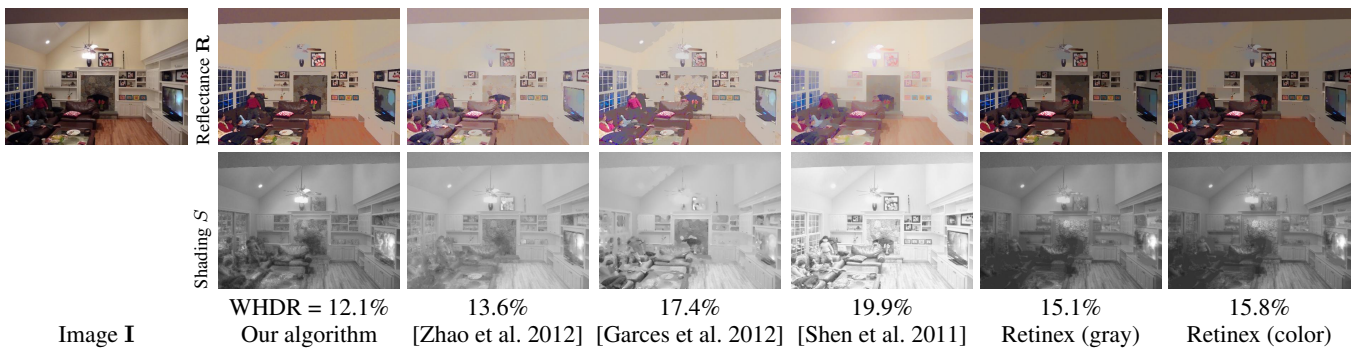 Reflectance R
Shading S
WHDR = 12.1% 13.6% 17.4% 19.9% 15.1% 15.8%
Image I Our algorithm [Zhao et al. 2012] [Garces et al. 2012] [Shen et al. 2011] Retinex (gray) Retinex (color)